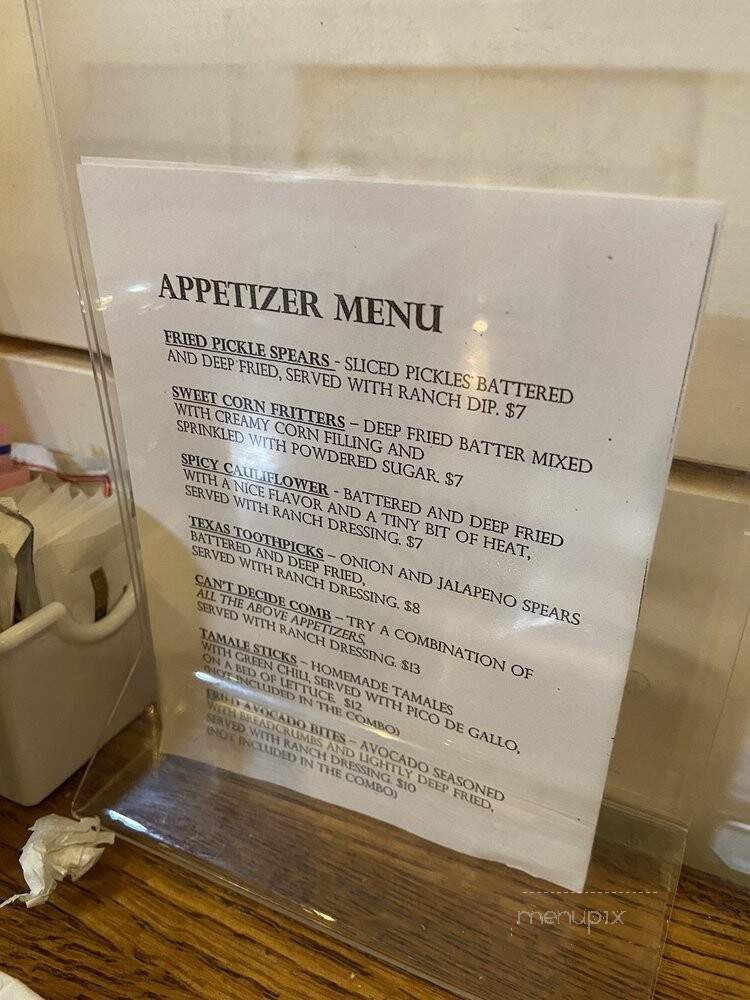 APPETIZER MENU
FRIED PICKLE SPEARS - SLICED PICKLES BATTERED
AND DEEP FRIED, SERVED WITH RANCH DIP. $7
SWEET CORN FRITTERS – DEEP FRIED BATTER MIXED
WITH CREAMY CORN FILLING AND
SPRINKLED WITH POWDERED SUGAR. $7
SPICY CAULIFLOWER - BATTERED AND DEEP FRIED
WITH A NICE FLAVOR AND A TINY BIT OF HEAT,
SERVED WITH RANCH DRESSING. $7
TEXAS TOOTHPICKS – ONION AND JALAPENO SPEARS
BATTERED AND DEEP FRIED,
SERVED WITH RANCH DRESSING. $8
CAN'T DECIDE COMB – TRY A COMBINATION OF
ALL THE ABOVE APPETIZERS,
SERVED WITH RANCH DRESSING. $13
TAMALE STICKS – HOMEMADE TAMALES
WITH GREEN CHILI, SERVED WITH PICO DE GALLO,
ON A BED OF LETTUCE. $12
(NOT INCLUDED IN THE COMBO)
FRIED AVOCADO BITES – AVOCADO SEASONED
WITH BREADCRUMBS AND LIGHTLY DEEP FRIED,
SERVED WITH RANCH DRESSING. $10
(NOT INCLUDED IN THE COMBO)
menupix